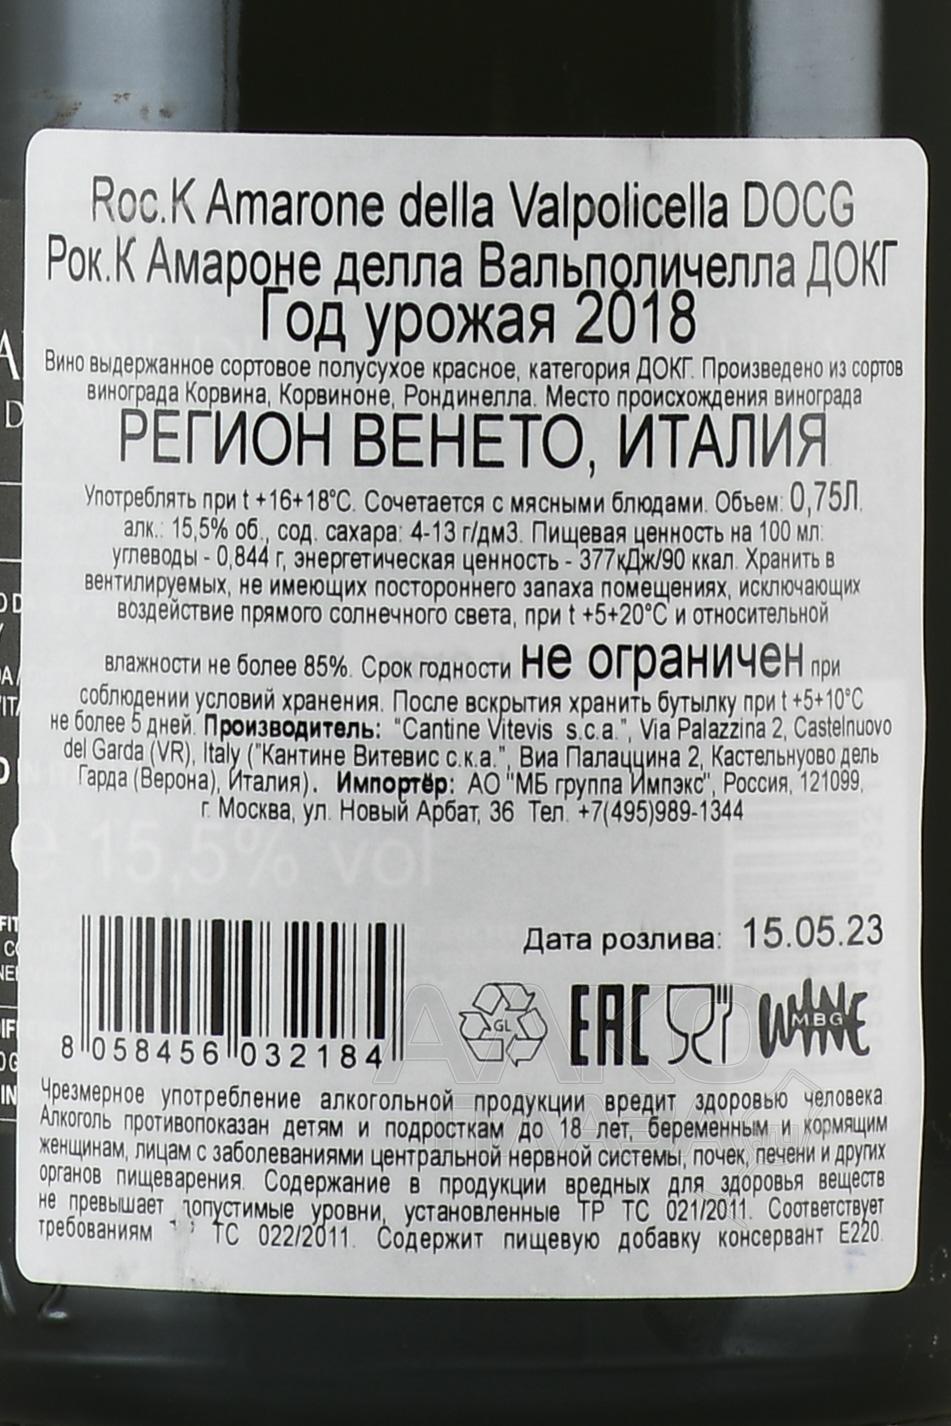 Roc.K Amarone della Valpolicella DOCG
Рок.К Амароне делла Вальполичелла ДОКГ
Год урожая 2018
Вино выдержанное сортовое полусухое красное, категория ДОКГ. Произведено из сортов
винограда Корвина, Корвиноне, Рондинелла. Место происхождения винограда
РЕГИОН ВЕНЕТО, ИТАЛИЯ
Употреблять при t +16+18°С. Сочетается с мясными блюдами. Объем: 0,75Л.
алк.: 15,5% об., сод. сахара: 4-13 г/дм3. Пищевая ценность на 100 мл:
углеводы - 0,844 г, энергетическая ценность - 377кДж/90 ккал. Хранить в
вентилируемых, не имеющих постороннего запаха помещениях, исключающих
воздействие прямого солнечного света, при t +5+20°С и относительной
влажности не более 85%. Срок годности не ограничен при
соблюдении условий хранения. После вскрытия хранить бутылку при t +5+10°С
не более 5 дней. Производитель: "Cantine Vitevis s.c.a.", Via Palazzina 2, Castelnuovo
del Garda (VR), Italy ("Кантине Витевис с.к.а.", Виа Палаццина 2, Кастельнуово дель
Гарда (Верона), Италия). Импортёр: АО "МБ группа Импэкс", Россия, 121099,
г. Москва, ул. Новый Арбат, 36 Тел. +7(495)989-1344
e 15,5% vol
Дата розлива: 15.05.23
8 058456 032184
GL
EAC
WINE
M.B.G
Чрезмерное употребление алкогольной продукции вредит здоровью человека.
Алкоголь противопоказан детям и подросткам до 18 лет, беременным и кормящим
женщинам, лицам с заболеваниями центральной нервной системы, почек, печени и других
органов пищеварения. Содержание в продукции вредных для здоровья веществ
не превышает допустимые уровни, установленные ТР ТС 021/2011. Соответствует
требованиям ТС 022/2011. Содержит пищевую добавку консервант Е220.